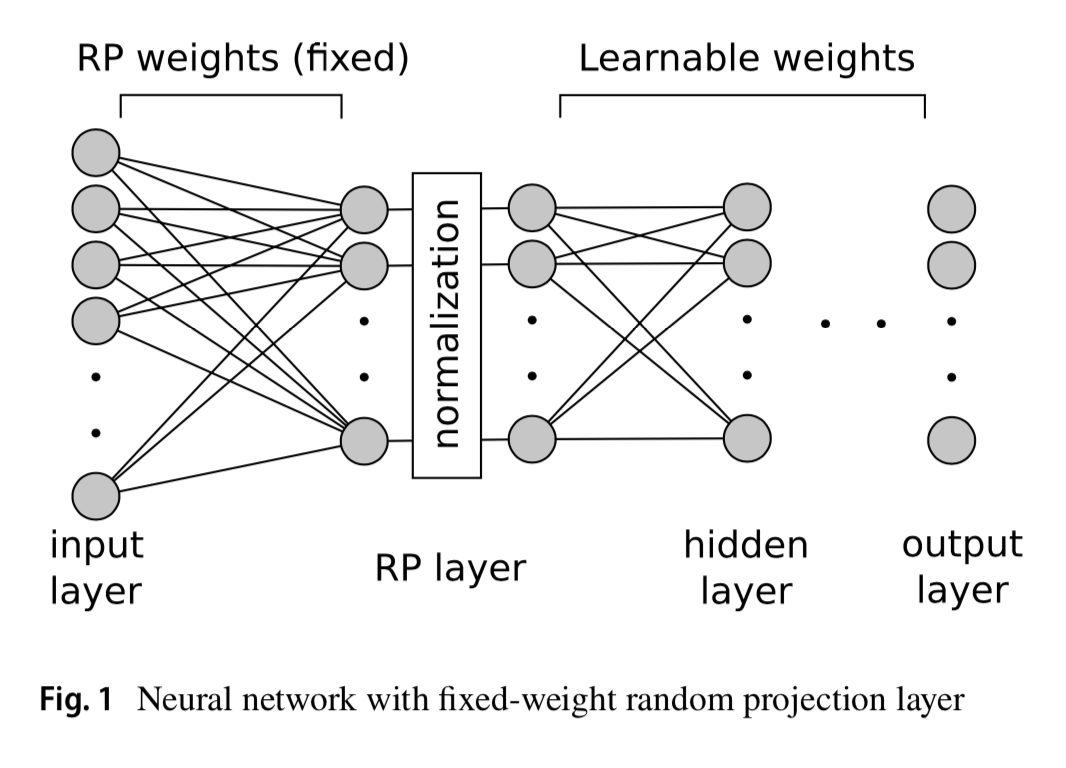 RP weights (fixed)
Learnable weights
normalization
input
layer
RP layer
hidden
layer
output
layer
Fig. 1 Neural network with fixed-weight random projection layer